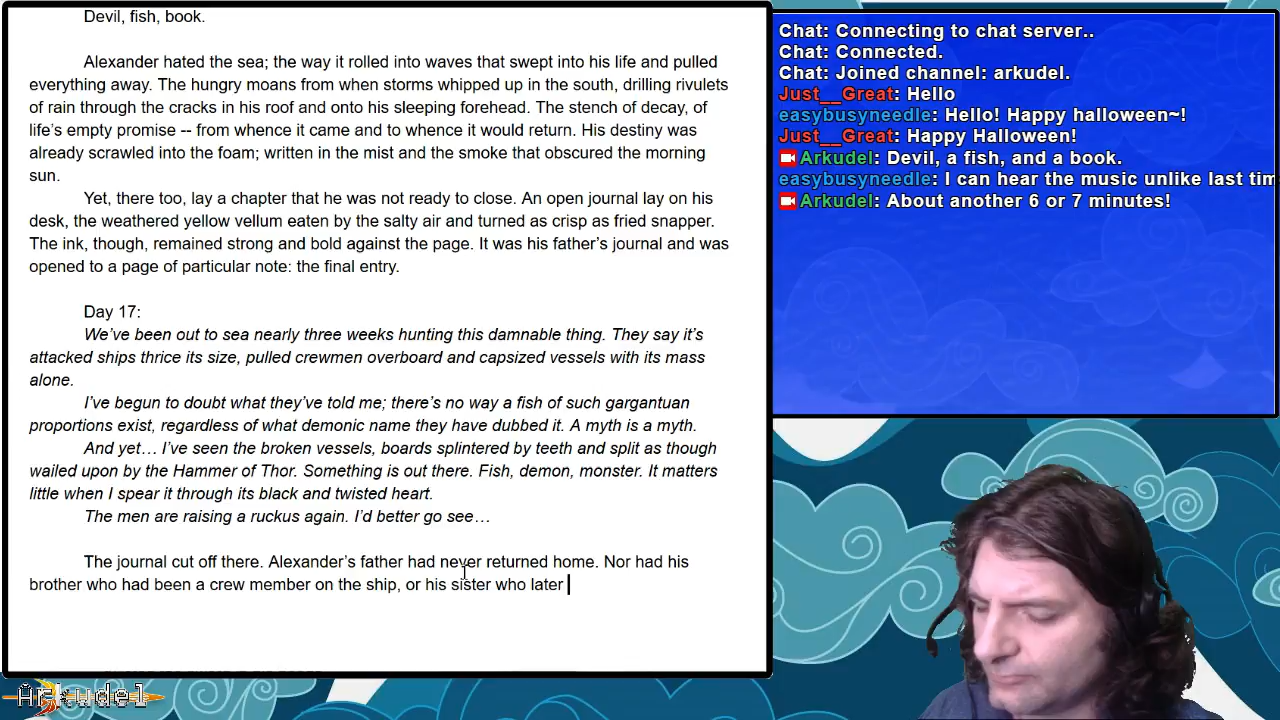 Devil, fish, book.
Alexander hated the sea; the way it rolled into waves that swept into his life and pulled
everything away. The hungry moans from when storms whipped up in the south, drilling rivulets
of rain through the cracks in his roof and onto his sleeping forehead. The stench of decay, of
life's empty promise -- from whence it came and to whence it would return. His destiny was
already scrawled into the foam; written in the mist and the smoke that obscured the morning
sun.
Yet, there too, lay a chapter that he was not ready to close. An open journal lay on his
desk, the weathered yellow vellum eaten by the salty air and turned as crisp as fried snapper.
The ink, though, remained strong and bold against the page. It was his father's journal and was
opened to a page of particular note: the final entry.
Day 17:
We've been out to sea nearly three weeks hunting this damnable thing. They say it's
attacked ships thrice its size, pulled crewmen overboard and capsized vessels with its mass
alone.
I've begun to doubt what they've told me; there's no way a fish of such gargantuan
proportions exist, regardless of what demonic name they have dubbed it. A myth is a myth.
And yet… I've seen the broken vessels, boards splintered by teeth and split as though
wailed upon by the Hammer of Thor. Something is out there. Fish, demon, monster. It matters
little when I spear it through its black and twisted heart.
The men are raising a ruckus again. I'd better go see…
The journal cut off there. Alexander's father had never returned home. Nor had his
brother who had been a crew member on the ship, or his sister who later
Chat: Connecting to chat server..
Chat: Connected.
Chat: Joined channel: arkudel.
Just__Great: Hello
easybusyneedle: Hello! Happy halloween~!
Just__Great: Happy Halloween!
Arkudel: Devil, a fish, and a book.
easybusyneedle: I can hear the music unlike last tim
Arkudel: About another 6 or 7 minutes!
Arkudel